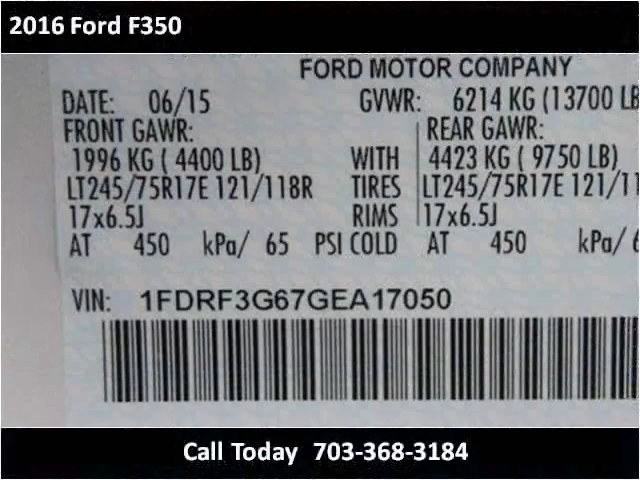 2016 Ford F350
FORD MOTOR COMPANY
DATE: 06/15 GVWR: 6214 KG (13700 LB
FRONT GAWR: REAR GAWR:
1996 KG ( 4400 LB) WITH 4423 KG ( 9750 LB)
LT245/75R17E 121/118R TIRES LT245/75R17E 121/11
17x6.5J RIMS 17x6.5J
AT 450 kPa/ 65 PSI COLD AT 450 kPa/ 6
VIN: 1FDRF3G67GEA17050
Call Today 703-368-3184